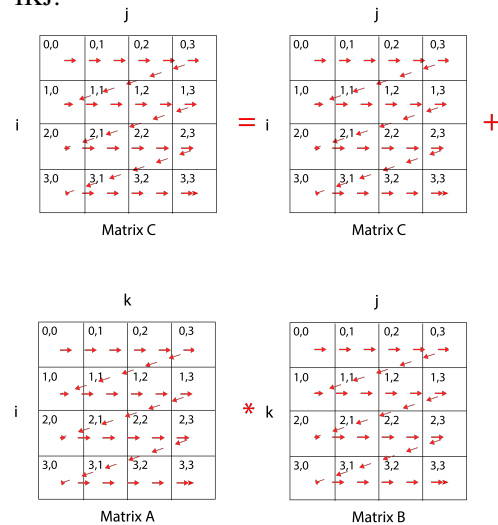 IKJ:
j j
0,0 0,1 0,2 0,3 0,0 0,1 0,2 0,3
1,0 1,1 1,2 1,3 1,0 1,1 1,2 1,3
i = i +
2,0 2,1 2,2 2,3 2,0 2,1 2,2 2,3
3,0 3,1 3,2 3,3 3,0 3,1 3,2 3,3
Matrix C Matrix C
k j
0,0 0,1 0,2 0,3 0,0 0,1 0,2 0,3
1,0 1,1 1,2 1,3 1,0 1,1 1,2 1,3
i * k
2,0 2,1 2,2 2,3 2,0 2,1 2,2 2,3
3,0 3,1 3,2 3,3 3,0 3,1 3,2 3,3
Matrix A Matrix B